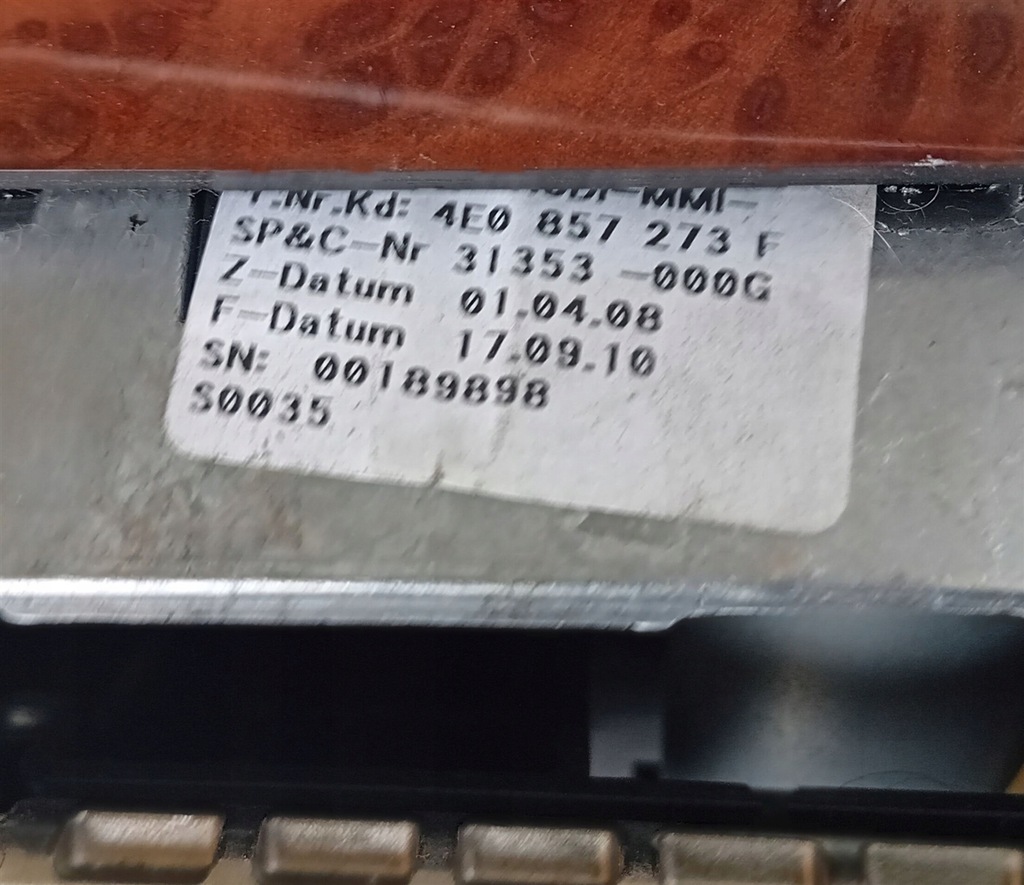 -MMI-
T.Nr.Kd: 4E0 857 273 F
SP&C-Nr 31353 -000G
Z-Datum 01.04.08
F-Datum 17.09.10
SN: 00189898
S0035